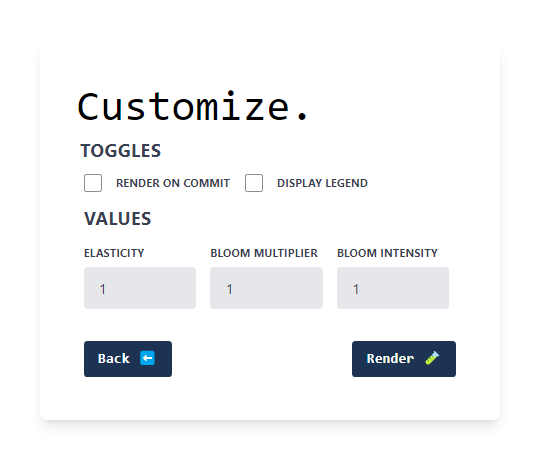 Customize.
TOGGLES
RENDER ON COMMIT DISPLAY LEGEND
VALUES
ELASTICITY BLOOM MULTIPLIER BLOOM INTENSITY
1 1 1
Back Render